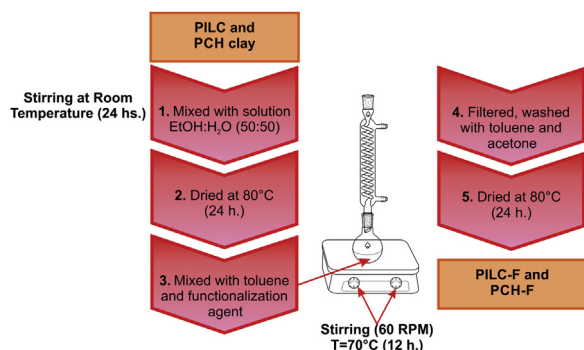 PILC and
PCH clay
Stirring at Room
Temperature (24 hs.)
1. Mixed with solution
EtOH:H₂O (50:50)
2. Dried at 80°C
(24 h.)
3. Mixed with toluene
and functionalization
agent
Stirring (60 RPM)
T=70°C (12 h.)
4. Filtered, washed
with toluene and
acetone
5. Dried at 80°C
(24 h.)
PILC-F and
PCH-F